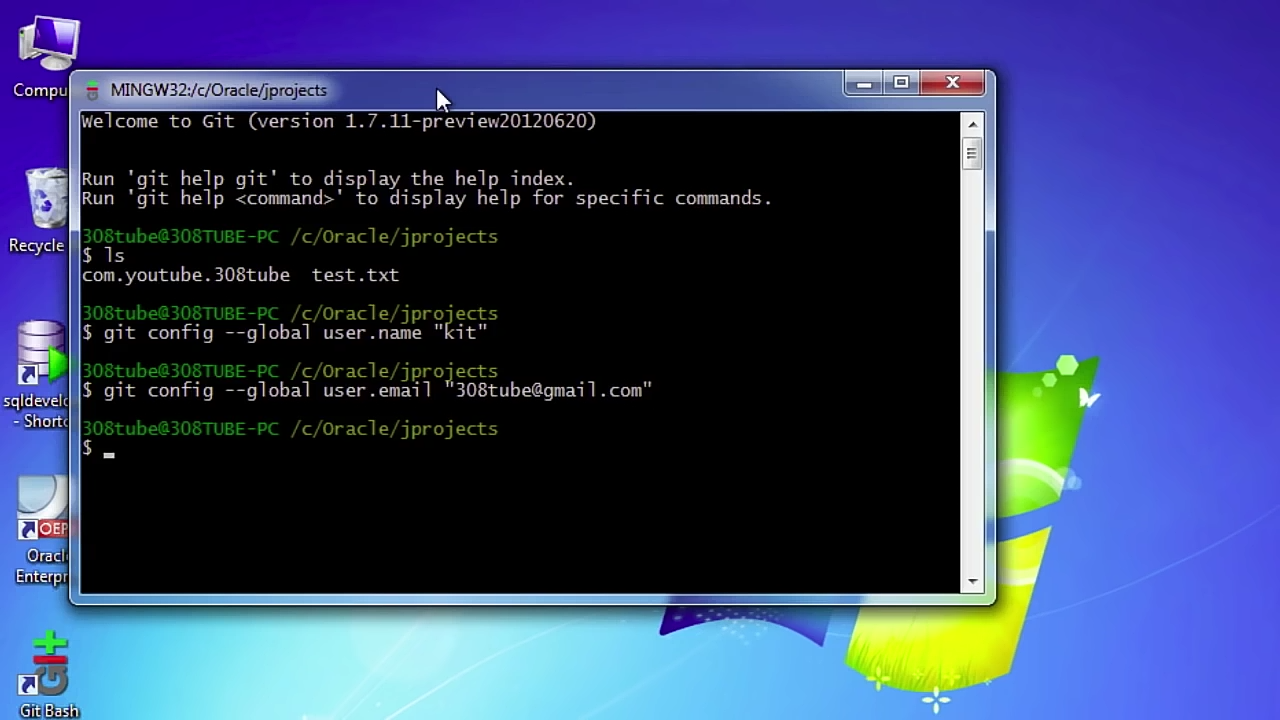 Compu
MINGW32:/c/Oracle/jprojects
Welcome to Git (version 1.7.11-preview20120620)
Run 'git help git' to display the help index.
Run 'git help <command>' to display help for specific commands.
308tube@308TUBE-PC /c/Oracle/jprojects
$ ls
com.youtube.308tube  test.txt
308tube@308TUBE-PC /c/Oracle/jprojects
$ git config --global user.name "kit"
308tube@308TUBE-PC /c/Oracle/jprojects
$ git config --global user.email "308tube@gmail.com"
308tube@308TUBE-PC /c/Oracle/jprojects
$
Recycle
sqldevelo
- Shortc
OEP
Oracle
Enterpr
Git
Git Bash